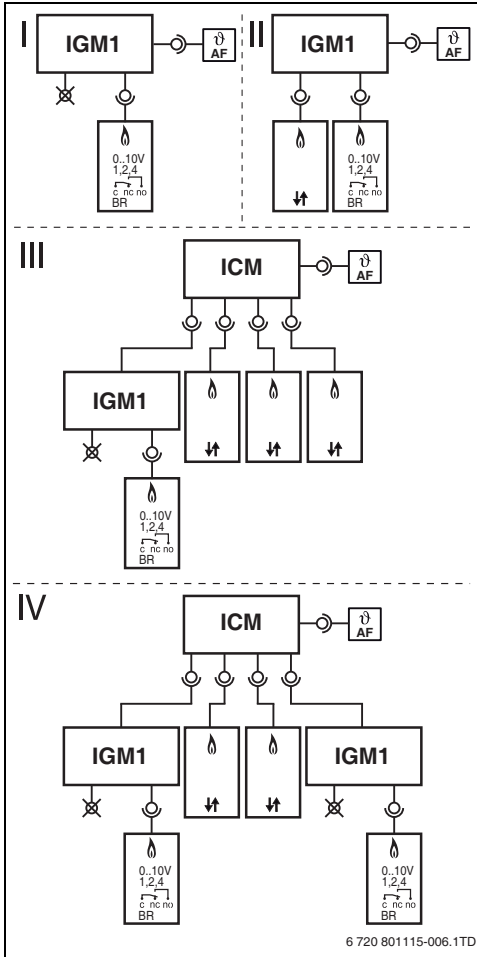 I
IGM1
ϑ
AF
0..10V
1,2,4
c nc no
BR
II
IGM1
ϑ
AF
0..10V
1,2,4
c nc no
BR
III
ICM
ϑ
AF
IGM1
0..10V
1,2,4
c nc no
BR
IV
ICM
ϑ
AF
IGM1
IGM1
0..10V
1,2,4
c nc no
BR
0..10V
1,2,4
c nc no
BR
6 720 801115-006.1TD